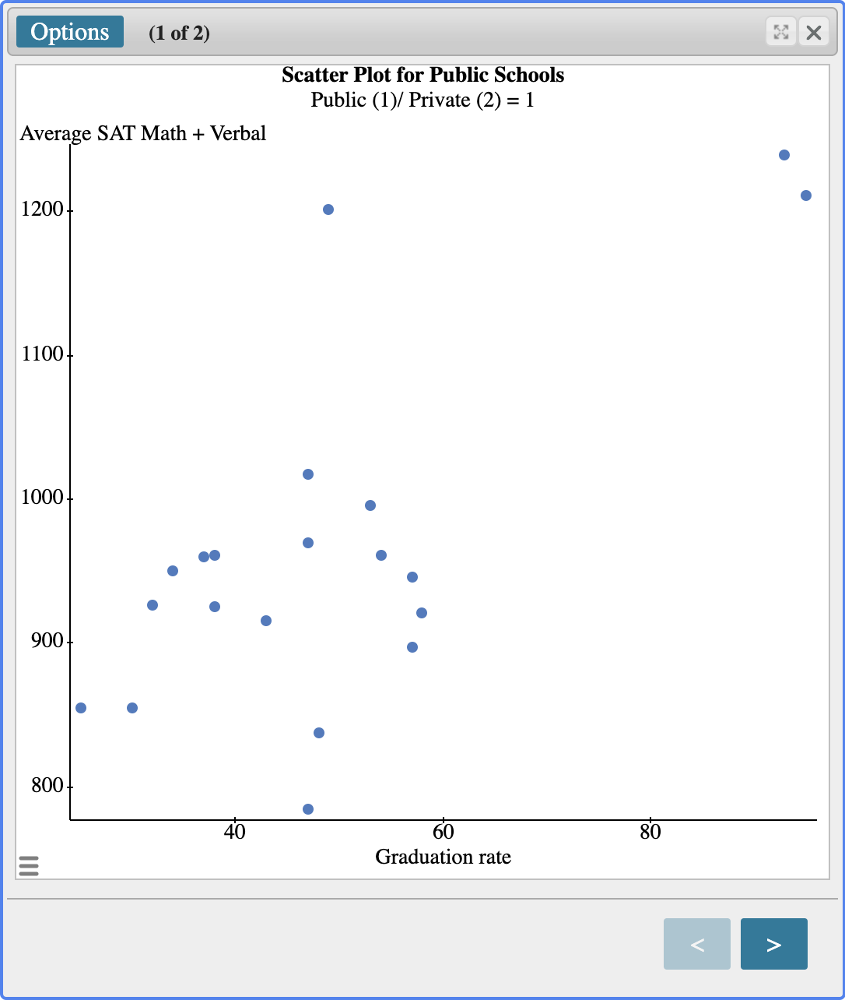 Options (1 of 2)
Scatter Plot for Public Schools
Public (1)/ Private (2) = 1
Average SAT Math + Verbal
1200
1100
1000
900
800
40 60 80
Graduation rate
< >